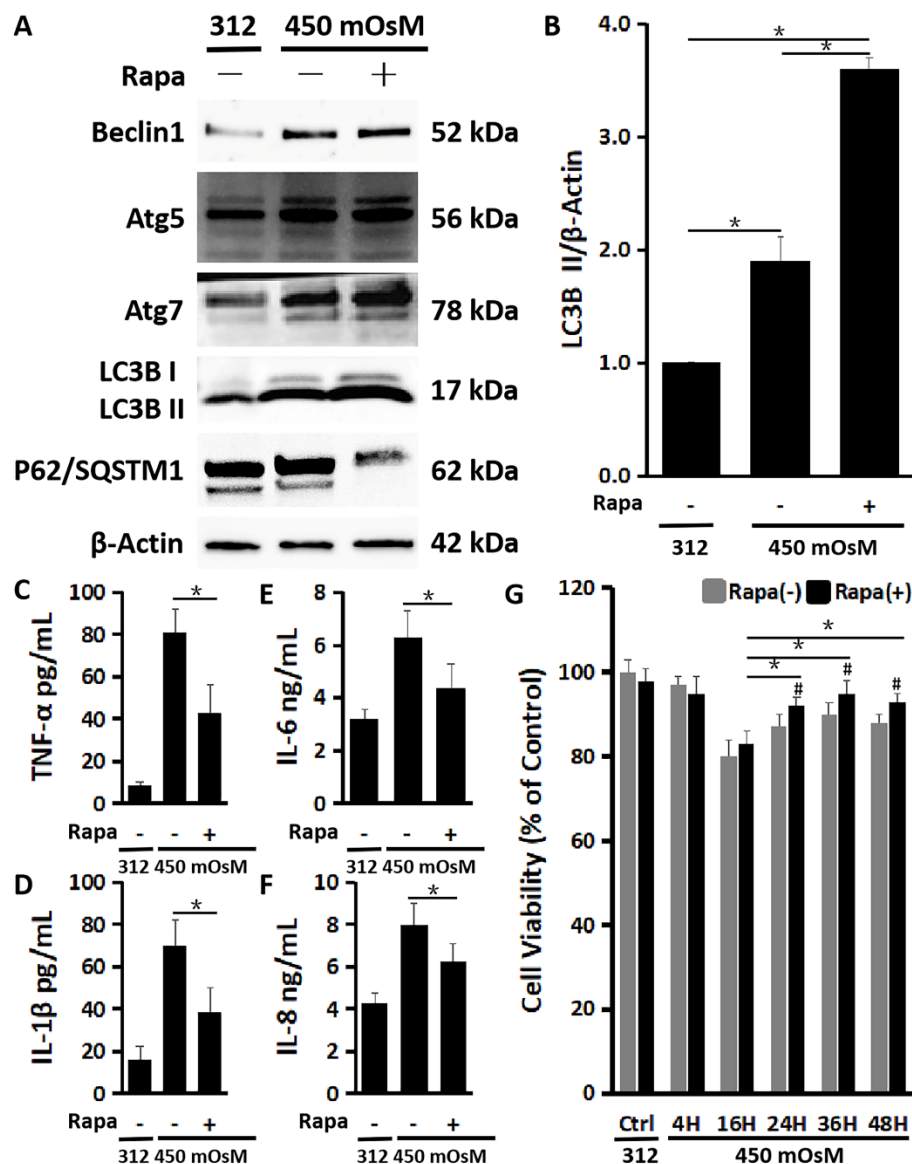 A
312 450 mOsM
Rapa — — +
Beclin1 52 kDa
Atg5 56 kDa
Atg7 78 kDa
LC3B I
LC3B II 17 kDa
P62/SQSTM1 62 kDa
β-Actin 42 kDa
B
LC3B II/β-Actin
4.0
3.0
2.0
1.0
0.0
* * *
Rapa - - +
312 450 mOsM
C
TNF-α pg/mL
100
80
60
40
20
0
*
Rapa - - +
312 450 mOsM
E
IL-6 ng/mL
8
6
4
2
0
*
Rapa - - +
312 450 mOsM
D
IL-1β pg/mL
100
80
60
40
20
0
*
Rapa - - +
312 450 mOsM
F
IL-8 ng/mL
10
8
6
4
2
0
*
Rapa - - +
312 450 mOsM
G
Rapa(-) Rapa(+)
Cell Viability (% of Control)
120
100
80
60
40
20
0
* * *
# # #
Ctrl 4H 16H 24H 36H 48H
312 450 mOsM